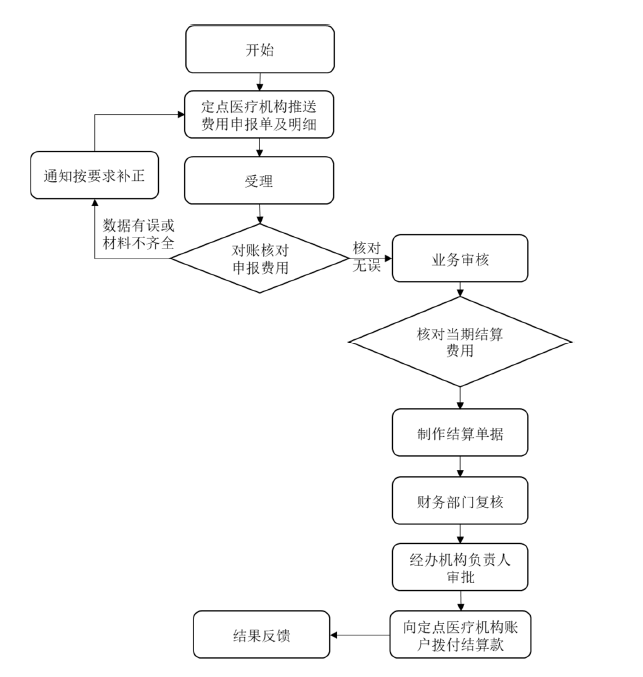 开始
定点医疗机构推送
费用申报单及明细
通知按要求补正
受理
数据有误或
材料不齐全
对账核对
申报费用
核对
无误
业务审核
核对当期结算
费用
制作结算单据
财务部门复核
经办机构负责人
审批
向定点医疗机构账
户拨付结算款
结果反馈